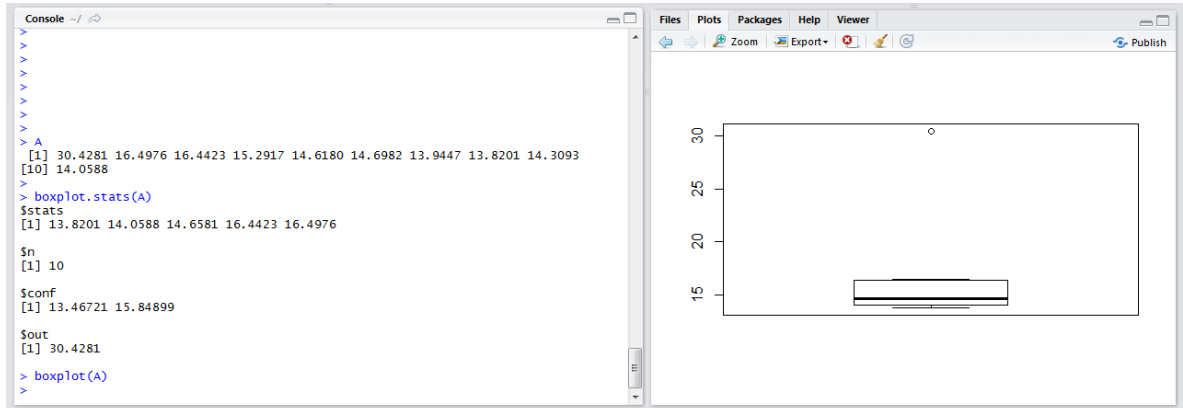 Console ~/
>
>
>
>
>
>
>
>
> A
[1] 30.4281 16.4976 16.4423 15.2917 14.6180 14.6982 13.9447 13.8201 14.3093
[10] 14.0588
>
> boxplot.stats(A)
$stats
[1] 13.8201 14.0588 14.6581 16.4423 16.4976
$n
[1] 10
$conf
[1] 13.46721 15.84899
$out
[1] 30.4281
> boxplot(A)
>
Files Plots Packages Help Viewer
Zoom Export Publish
30
25
20
15